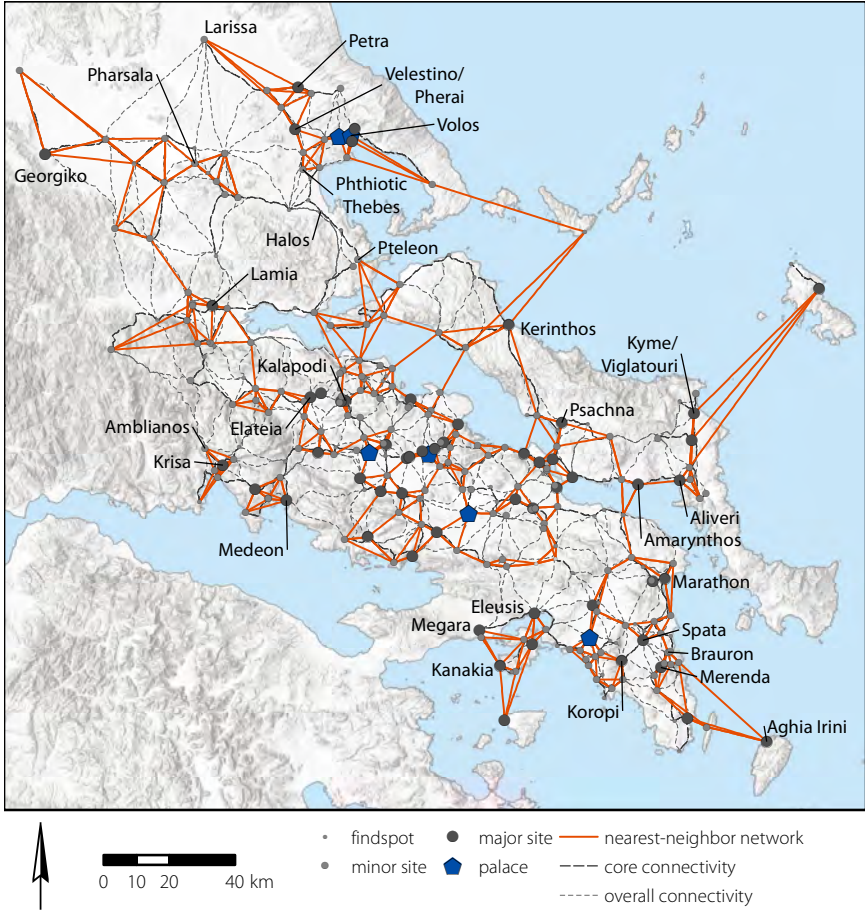 Larissa
Petra
Pharsala
Velestino/
Pherai
Volos
Georgiko
Phthiotic
Thebes
Halos
Pteleon
Lamia
Kerinthos
Kyme/
Viglatouri
Kalapodi
Psachna
Amblianos
Elateia
Krisa
Aliveri
Medeon
Amarynthos
Marathon
Eleusis
Megara
Spata
Brauron
Kanakia
Merenda
Koropi
Aghia Irini
findspot
major site
nearest-neighbor network
minor site
palace
core connectivity
0 10 20 40 km
overall connectivity